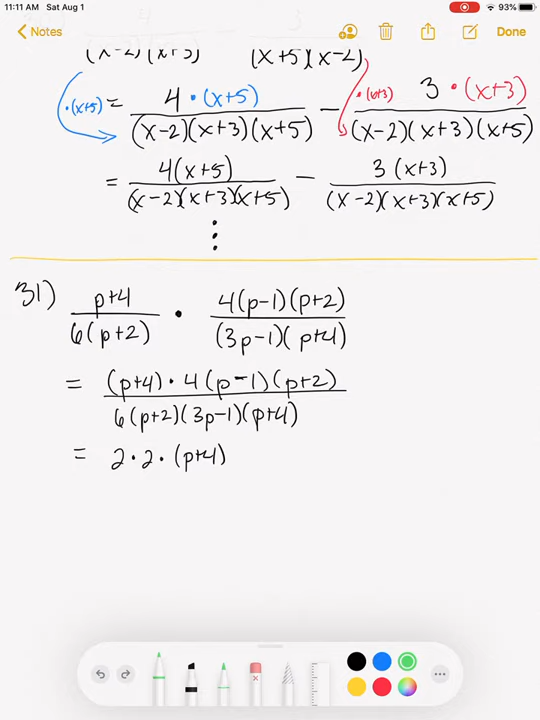 11:11 AM Sat Aug 1 93%
Notes Done
(x-2)(x+3) (x+5)(x-2)
•(x+5) = 4•(x+5)/(x-2)(x+3)(x+5) - •(x+3) 3•(x+3)/(x-2)(x+3)(x+5)
= 4(x+5)/(x-2)(x+3)(x+5) - 3(x+3)/(x-2)(x+3)(x+5)
⋮
31) p+4/6(p+2) • 4(p-1)(p+2)/(3p-1)(p+4)
= (p+4)•4(p-1)(p+2)/6(p+2)(3p-1)(p+4)
= 2•2•(p+4)